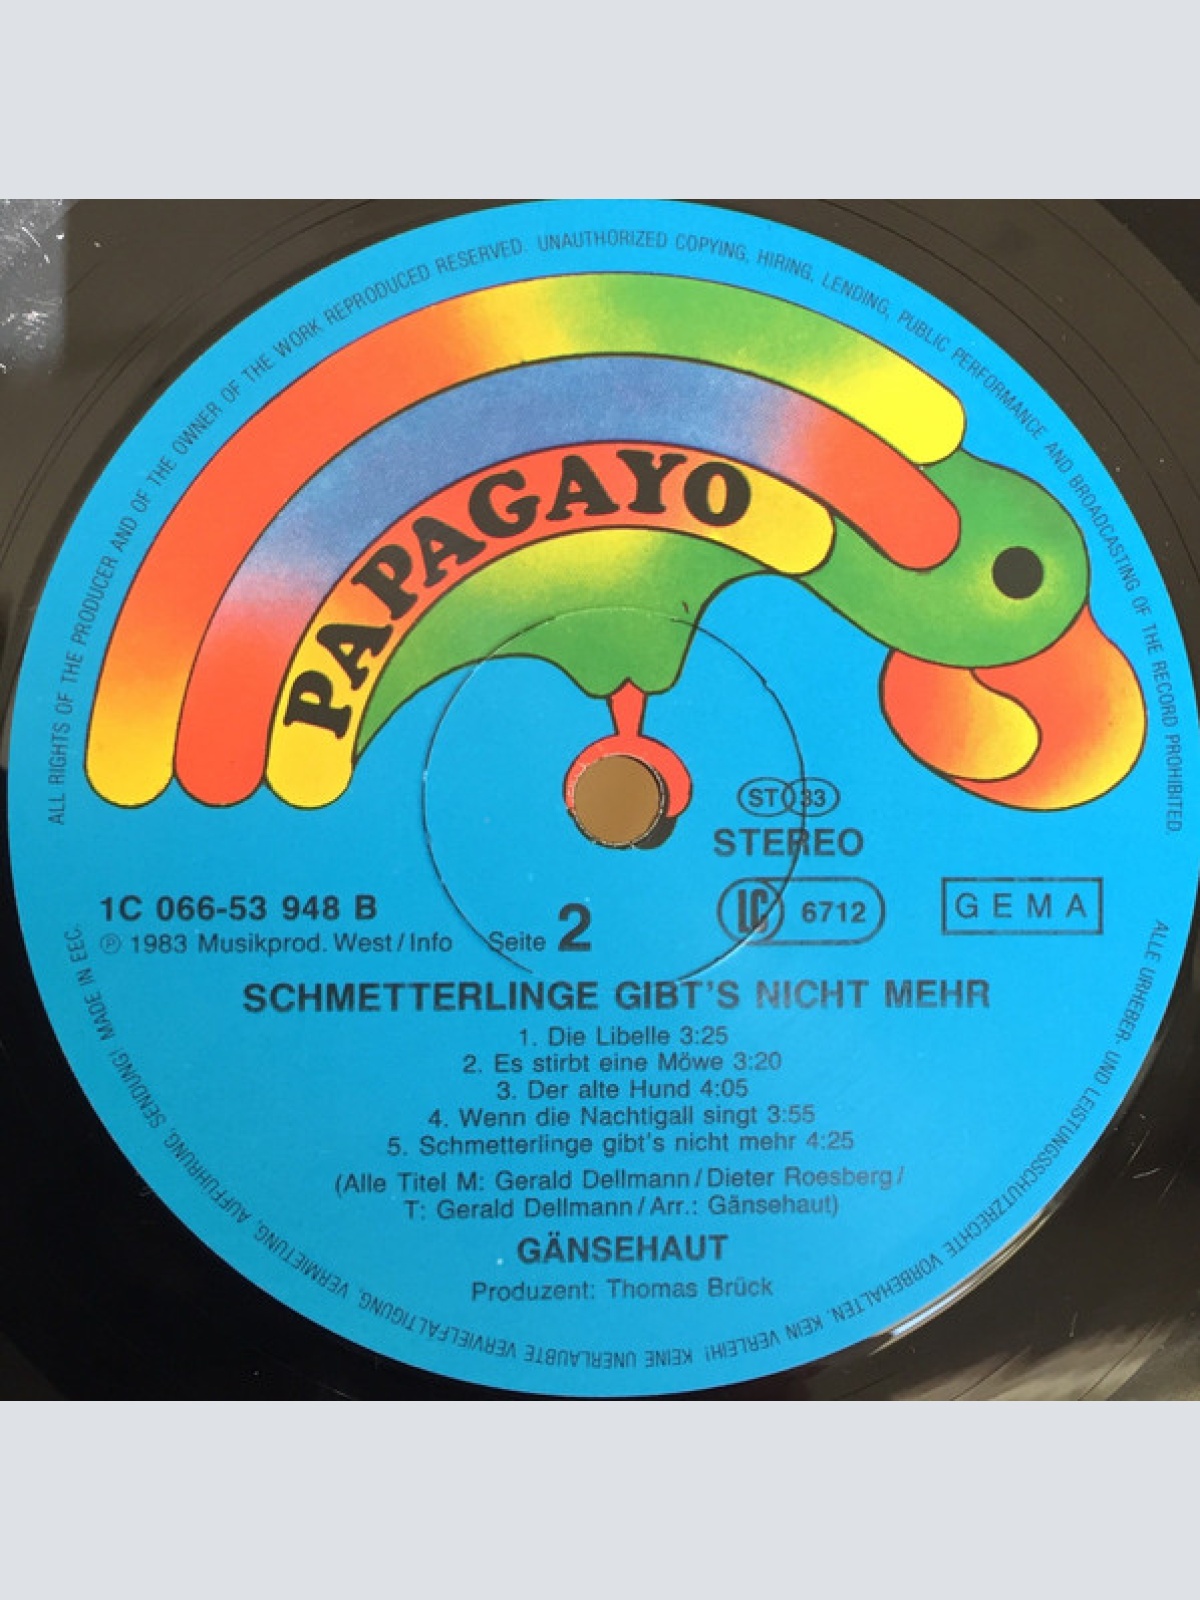 ALL RIGHTS OF THE PRODUCER AND OF THE OWNER OF THE WORK REPRODUCED RESERVED. UNAUTHORIZED COPYING, HIRING, LENDING, PUBLIC PERFORMANCE AND BROADCASTING OF THE RECORD PROHIBITED.
PAPAGAYO
ST 33
STEREO
LC 6712
GEMA
1C 066-53 948 B
℗ 1983 Musikprod. West/Info
Seite 2
SCHMETTERLINGE GIBT'S NICHT MEHR
1. Die Libelle 3:25
2. Es stirbt eine Möwe 3:20
3. Der alte Hund 4:05
4. Wenn die Nachtigall singt 3:55
5. Schmetterlinge gibt's nicht mehr 4:25
(Alle Titel M: Gerald Dellmann/Dieter Roesberg/
T: Gerald Dellmann/Arr.: Gänsehaut)
GÄNSEHAUT
Produzent: Thomas Brück
ALLE URHEBER- UND LEISTUNGSSCHUTZRECHTE VORBEHALTEN. KEIN VERLEIH! KEINE UNERLAUBTE VERVIELFÄLTIGUNG, VERMIETUNG, AUFFÜHRUNG, SENDUNG! MADE IN EEC.